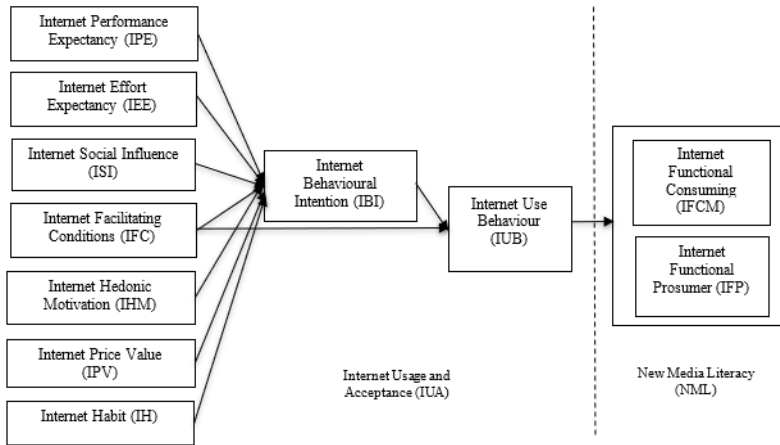 Internet Performance
Expectancy (IPE)
Internet Effort
Expectancy (IEE)
Internet Social Influence
(ISI)
Internet Facilitating
Conditions (IFC)
Internet Hedonic
Motivation (IHM)
Internet Price Value
(IPV)
Internet Habit (IH)
Internet
Behavioural
Intention (IBI)
Internet Use
Behaviour
(IUB)
Internet Usage and
Acceptance (IUA)
Internet
Functional
Consuming
(IFCM)
Internet
Functional
Prosumer (IFP)
New Media Literacy
(NML)